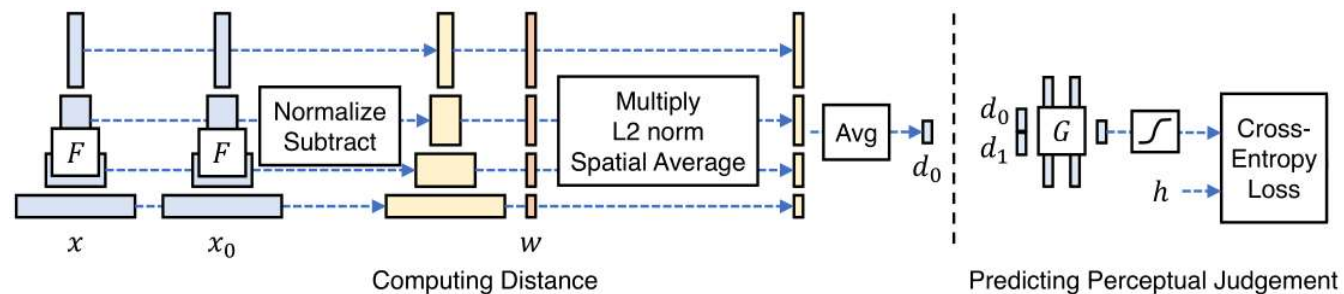 F
F
Normalize
Subtract
Multiply
L2 norm
Spatial Average
Avg
d₀
x
x₀
w
Computing Distance
d₀
d₁
G
h
Cross-
Entropy
Loss
Predicting Perceptual Judgement